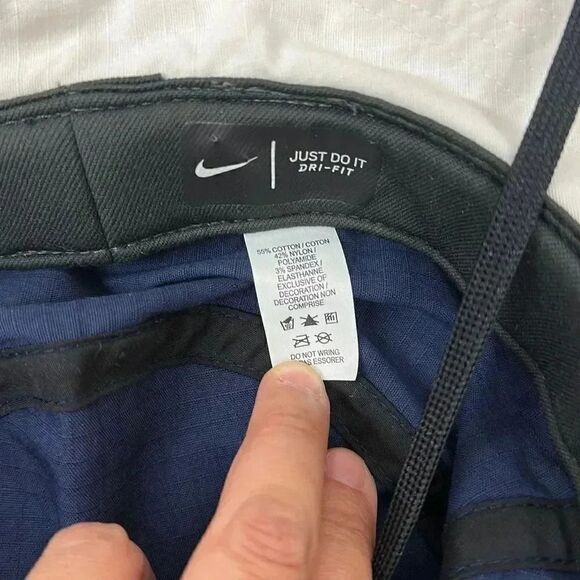 JUST DO IT
DRI-FIT
55% COTTON / COTON
42% NYLON /
POLYAMIDE
3% SPANDEX /
ELASTHANNE
EXCLUSIVE OF
DECORATION /
DECORATION NON
COMPRISE
DO NOT WRING
PAS ESSORER